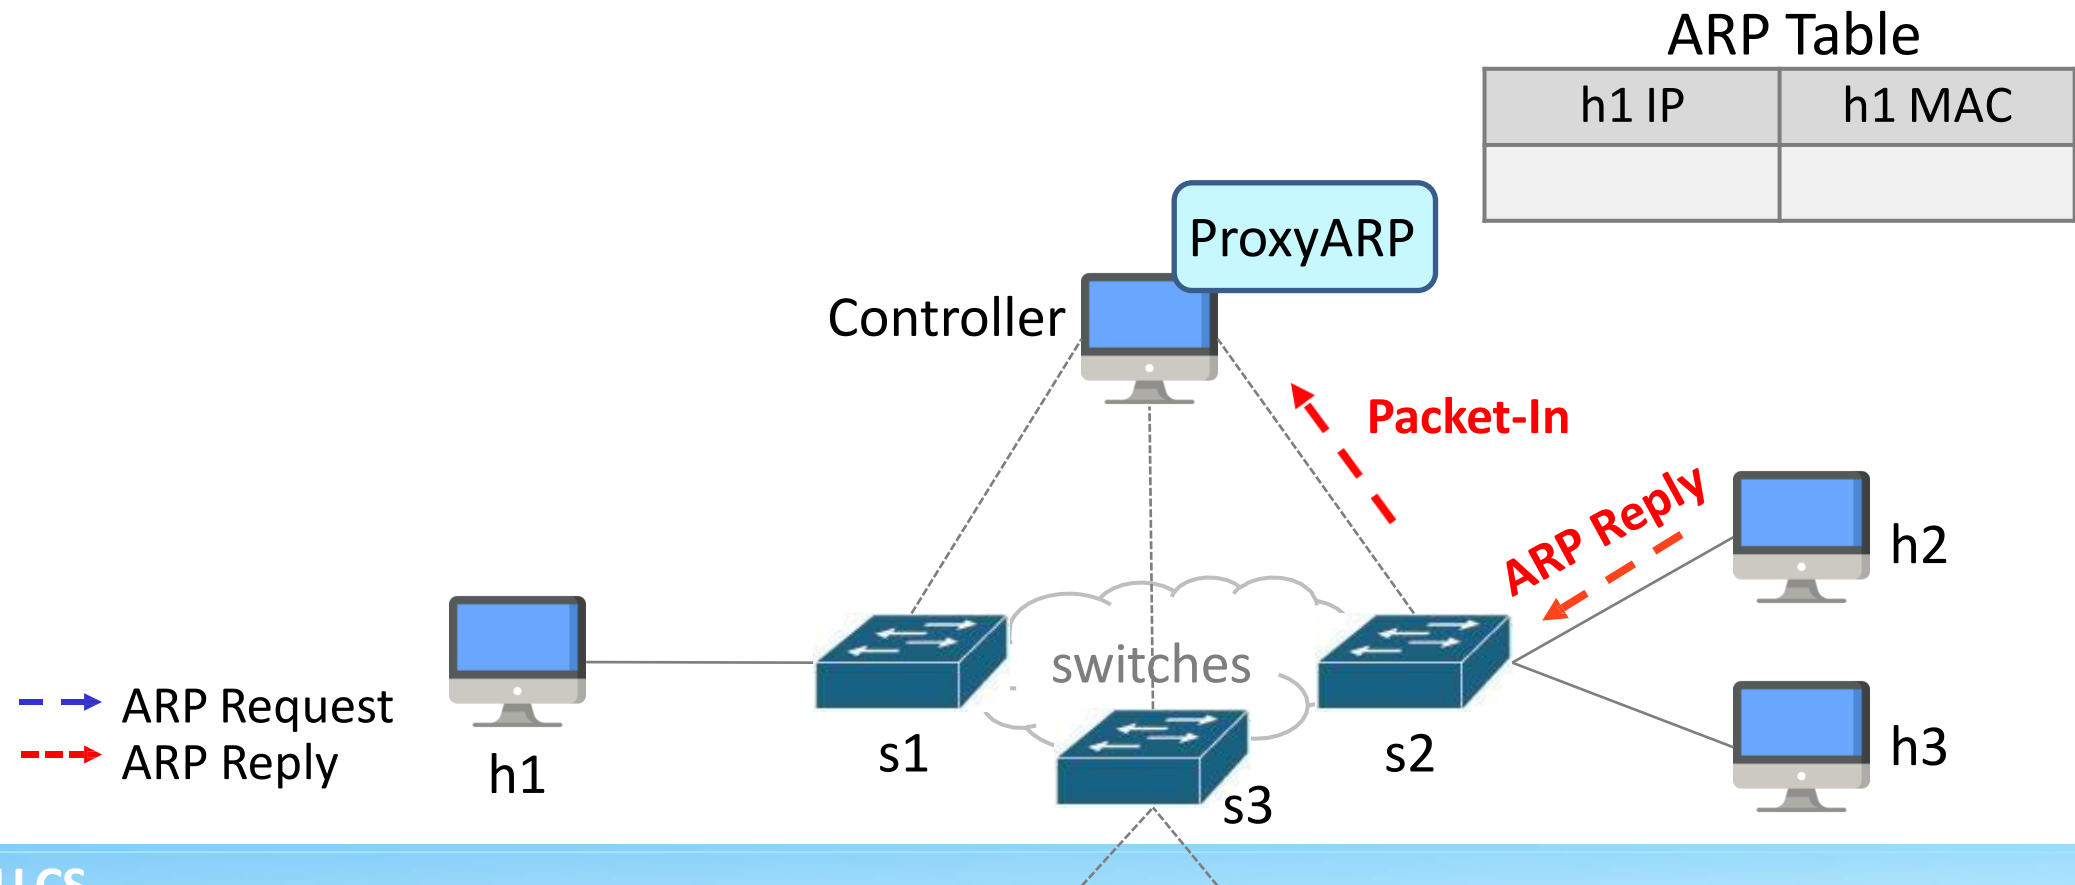 ARP Table
h1 IP h1 MAC
ProxyARP
Controller
Packet-In
ARP Reply
h2
switches
ARP Request
ARP Reply
h1
s1
s2
h3
s3